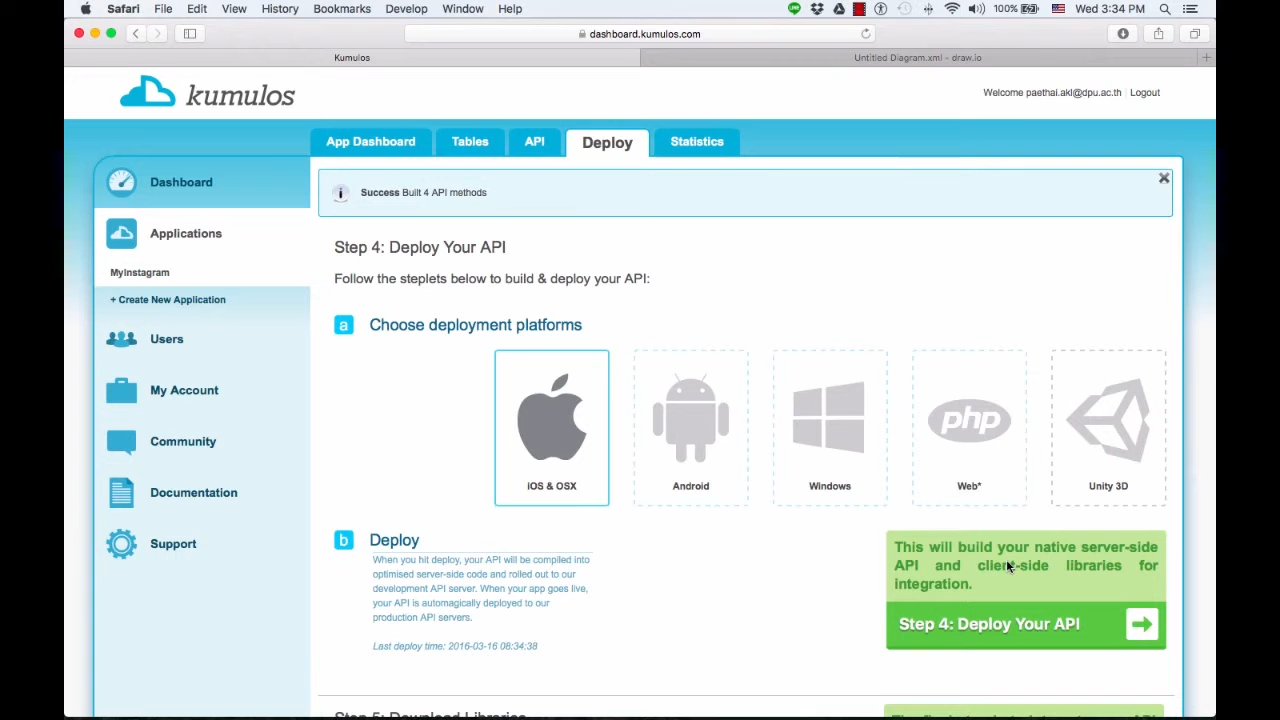 Safari File Edit View History Bookmarks Develop Window Help 100% Wed 3:34 PM
dashboard.kumulos.com
Kumulos Untitled Diagram.xml - draw.io
kumulos
Welcome paethai.akl@dpu.ac.th | Logout
App Dashboard Tables API Deploy Statistics
Dashboard
Applications
MyInstagram
+ Create New Application
Users
My Account
Community
Documentation
Support
Success Built 4 API methods
Step 4: Deploy Your API
Follow the steplets below to build & deploy your API:
a Choose deployment platforms
php
iOS & OSX Android Windows Web* Unity 3D
b Deploy
When you hit deploy, your API will be compiled into
optimised server-side code and rolled out to our
development API server. When your app goes live,
your API is automagically deployed to our
production API servers.
Last deploy time: 2016-03-16 08:34:38
This will build your native server-side
API and client-side libraries for
integration.
Step 4: Deploy Your API
Step 5: Download Libraries